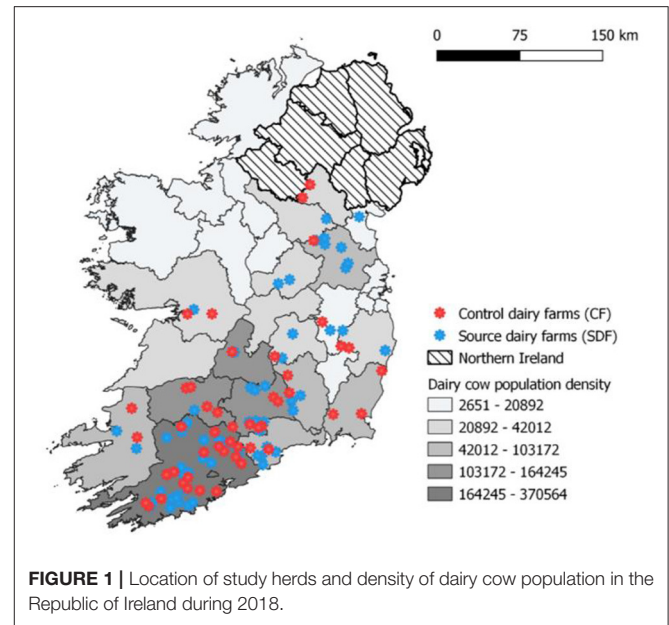 0 75 150 km
Control dairy farms (CF)
Source dairy farms (SDF)
Northern Ireland
Dairy cow population density
2651 - 20892
20892 - 42012
42012 - 103172
103172 - 164245
164245 - 370564
FIGURE 1 | Location of study herds and density of dairy cow population in the
Republic of Ireland during 2018.